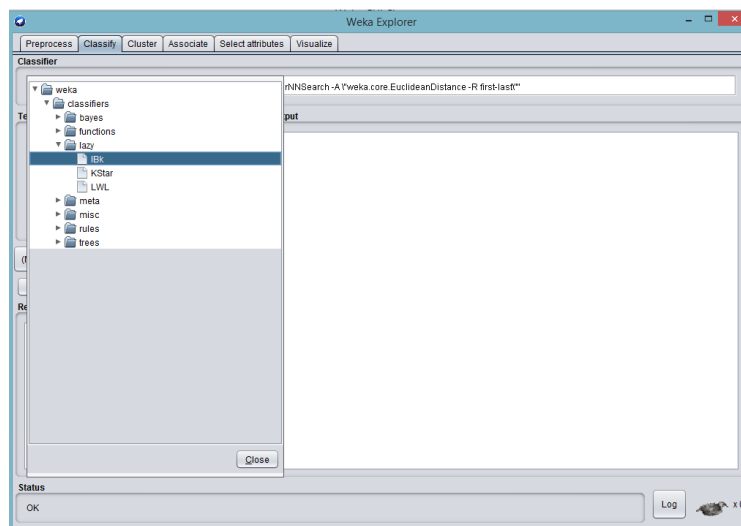 Weka Explorer
Preprocess Classify Cluster Associate Select attributes Visualize
Classifier
rNNSearch -A \"weka.core.EuclideanDistance -R first-last\""
weka
classifiers
bayes
functions
lazy
IBk
KStar
LWL
meta
misc
rules
trees
Close
Status
OK
Log